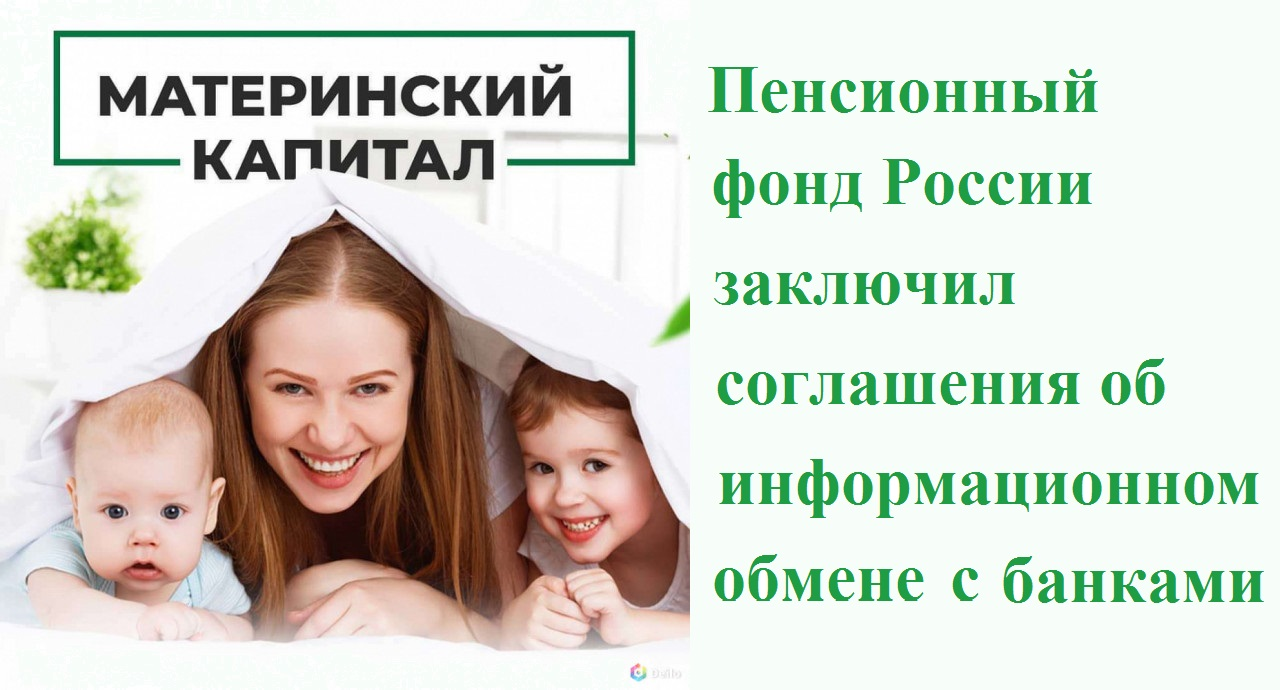 МАТЕРИНСКИЙ
КАПИТАЛ
Пенсионный
фонд России
заключил
соглашения об
информационном
обмене с банками